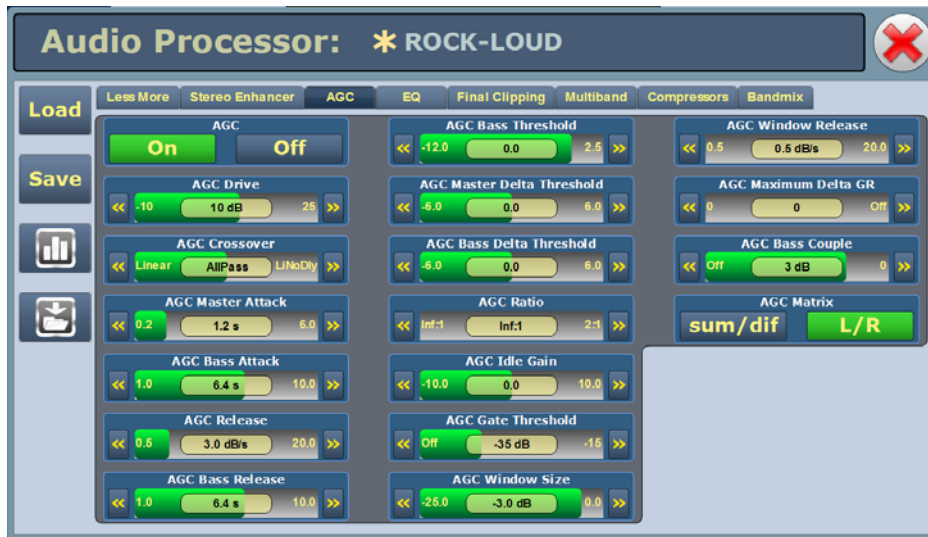 Audio Processor: * ROCK-LOUD
Load
Save
Less More Stereo Enhancer AGC EQ Final Clipping Multiband Compressors Bandmix
AGC
On Off
AGC Drive
« -10 10 dB 25 »
AGC Crossover
« Linear AllPass LiNoDly »
AGC Master Attack
« 0.2 1.2 s 6.0 »
AGC Bass Attack
« 1.0 6.4 s 10.0 »
AGC Release
« 0.5 3.0 dB/s 20.0 »
AGC Bass Release
« 1.0 6.4 s 10.0 »
AGC Bass Threshold
« -12.0 0.0 2.5 »
AGC Master Delta Threshold
« -6.0 0.0 6.0 »
AGC Bass Delta Threshold
« -6.0 0.0 6.0 »
AGC Ratio
« Inf:1 Inf:1 2:1 »
AGC Idle Gain
« -10.0 0.0 10.0 »
AGC Gate Threshold
« Off -35 dB -15 »
AGC Window Size
« -25.0 -3.0 dB 0.0 »
AGC Window Release
« 0.5 0.5 dB/s 20.0 »
AGC Maximum Delta GR
« 0 0 Off »
AGC Bass Couple
« Off 3 dB 0 »
AGC Matrix
sum/dif L/R